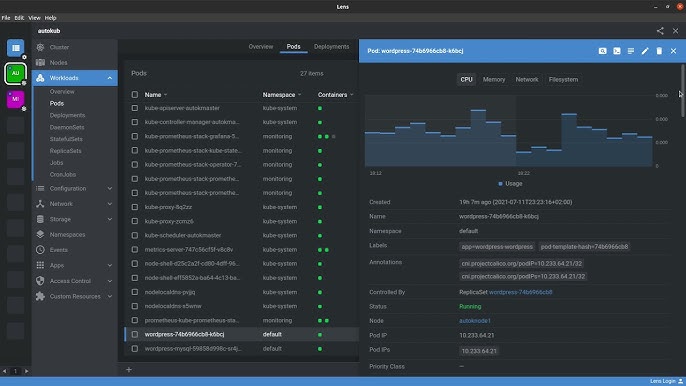 Lens
File Edit View Help
autokub
AU
MI
Cluster
Nodes
Workloads
Overview
Pods
Deployments
DaemonSets
StatefulSets
ReplicaSets
Jobs
CronJobs
Configuration
Network
Storage
Namespaces
Events
Apps
Access Control
Custom Resources
Overview Pods Deployments
Pods 27 items
Name Namespace Containers
kube-apiserver-autokmaster kube-system
kube-controller-manager-autokmaster kube-system
kube-prometheus-stack-grafana-5... monitoring
kube-prometheus-stack-kube-state... monitoring
kube-prometheus-stack-operator-7... monitoring
kube-prometheus-stack-promethe... monitoring
kube-prometheus-stack-promethe... monitoring
kube-proxy-8q2zz kube-system
kube-proxy-zcmz6 kube-system
kube-scheduler-autokmaster kube-system
metrics-server-747c56cf5f-v8c8v kube-system
node-shell-d25c2a2f-cd80-4dff-96... kube-system
node-shell-eff5852a-ba64-4c13-ba... kube-system
nodelocaldns kube-system
nodelocaldns kube-system
prometheus-kube-prometheus-sta... monitoring
wordpress-74b6966cb8-k6bcj default
wordpress-mysql-59858d998c-sr4j... default
Pod: wordpress-74b6966cb8-k6bcj
CPU Memory Network Filesystem
0.000
0.000
0
18:12 18:22
Usage
Created 19h 7m ago (2021-07-11T23:23:16+02:00)
Name wordpress-74b6966cb8-k6bcj
Namespace default
Labels app=wordpress-wordpress pod-template-hash=74b6966cb8
Annotations cni.projectcalico.org/podIP=10.233.64.21/32
cni.projectcalico.org/podIPs=10.233.64.21/32
Controlled By ReplicaSet wordpress-74b6966cb8
Status Running
Node autoknode1
Pod IP 10.233.64.21
Pod IPs 10.233.64.21
Priority Class —
1
Lens Login